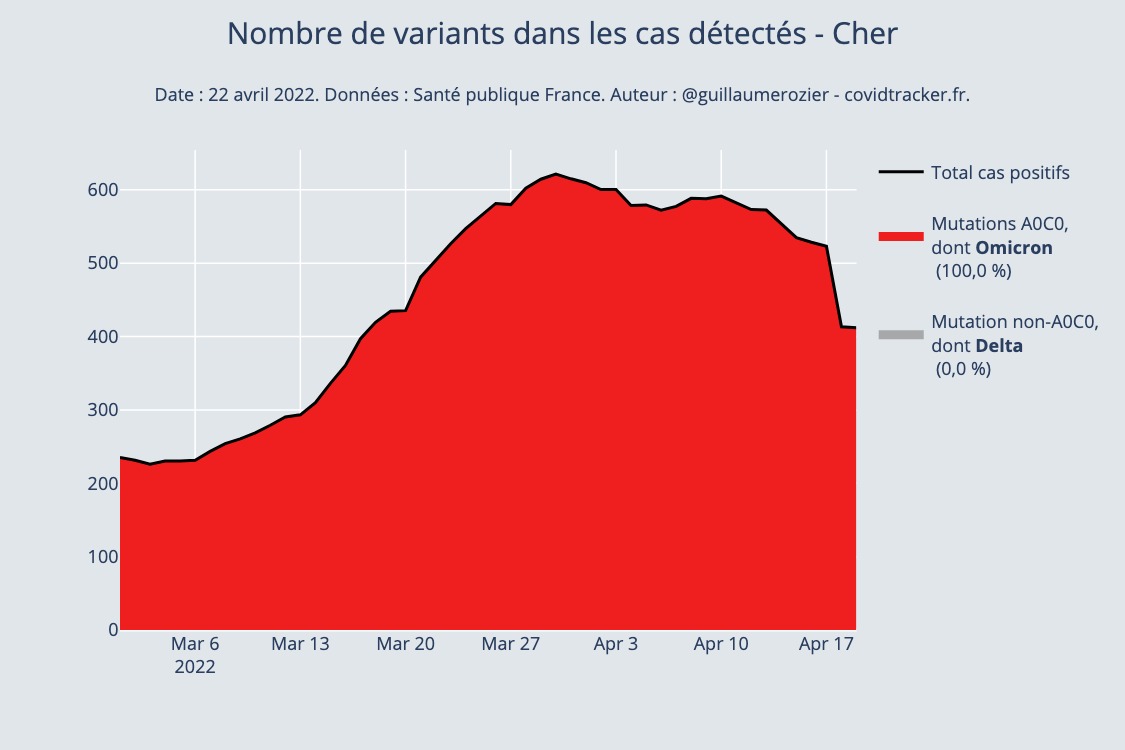 Nombre de variants dans les cas détectés - Cher
Date : 22 avril 2022. Données : Santé publique France. Auteur : @guillaumerozier - covidtracker.fr.
600
500
400
300
200
100
0
Mar 6
2022
Mar 13
Mar 20
Mar 27
Apr 3
Apr 10
Apr 17
Total cas positifs
Mutations A0C0,
dont Omicron
(100,0 %)
Mutation non-A0C0,
dont Delta
(0,0 %)